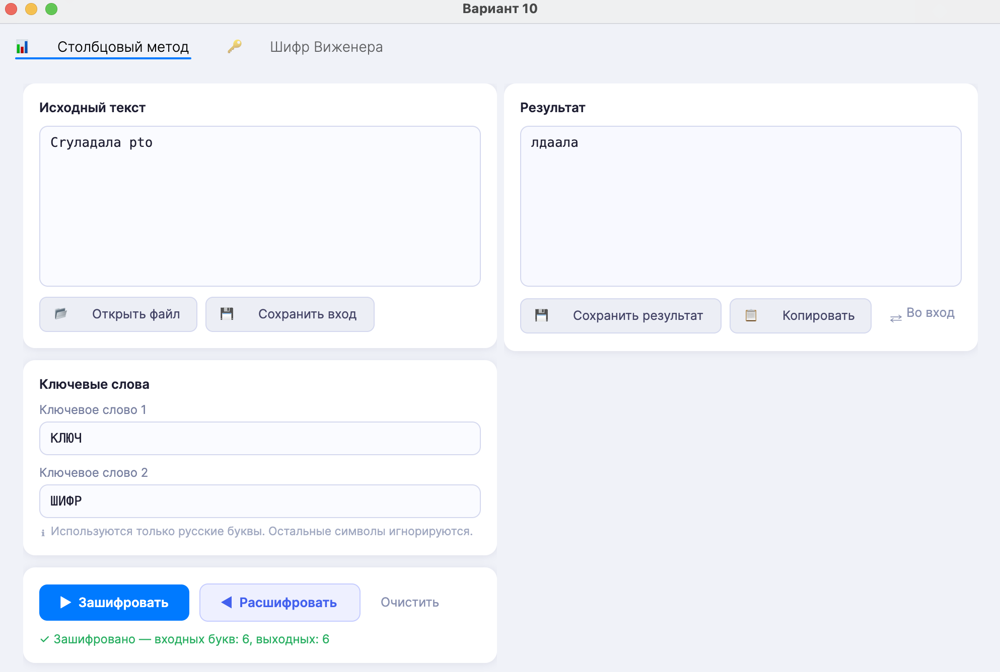 Вариант 10
Столбцовый метод
Шифр Виженера
Исходный текст
Cryладала pto
Открыть файл
Сохранить вход
Результат
лдаала
Сохранить результат
Копировать
⇄ Во вход
Ключевые слова
Ключевое слово 1
КЛЮЧ
Ключевое слово 2
ШИФР
ℹ Используются только русские буквы. Остальные символы игнорируются.
▶ Зашифровать
◀ Расшифровать
Очистить
✓ Зашифровано — входных букв: 6, выходных: 6